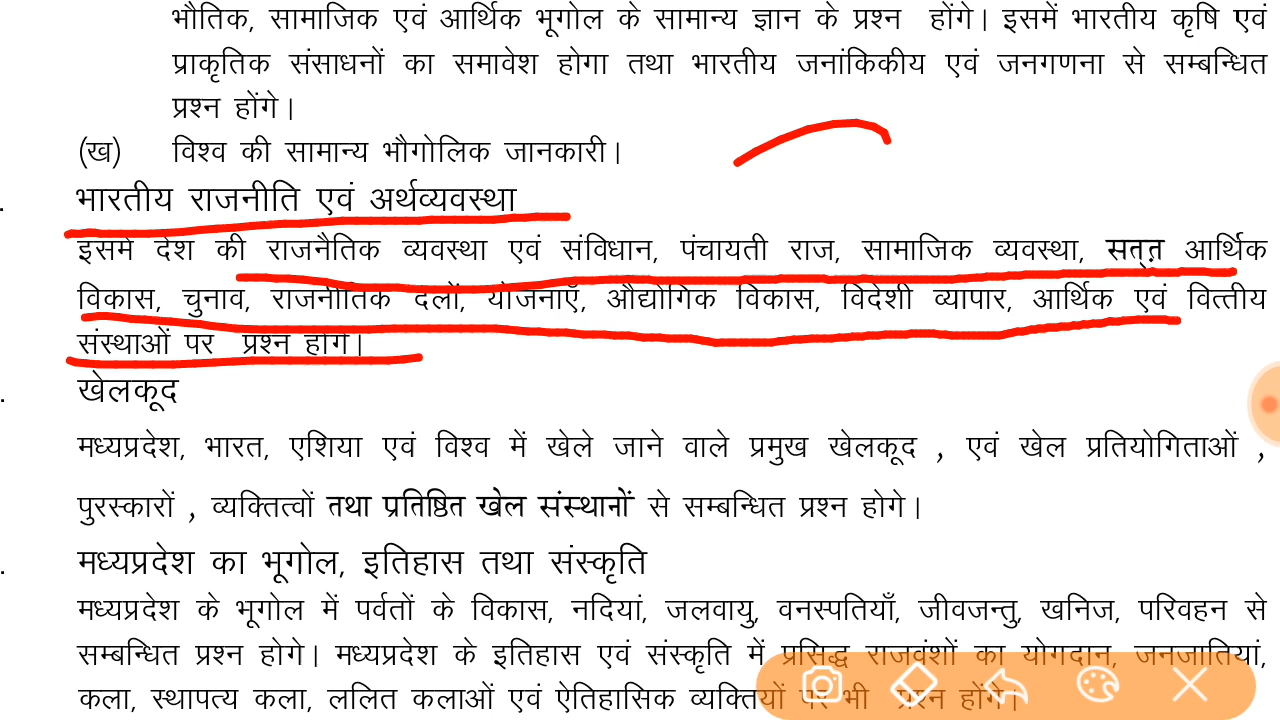 भौतिक, सामाजिक एवं आर्थिक भूगोल के सामान्य ज्ञान के प्रश्न होंगे। इसमें भारतीय कृषि एवं
प्राकृतिक संसाधनों का समावेश होगा तथा भारतीय जनांकिकीय एवं जनगणना से सम्बन्धित
प्रश्न होंगे।
(ख) विश्व की सामान्य भौगोलिक जानकारी।
. भारतीय राजनीति एवं अर्थव्यवस्था
इसमें देश की राजनैतिक व्यवस्था एवं संविधान, पंचायती राज, सामाजिक व्यवस्था, सतत् आर्थिक
विकास, चुनाव, राजनीतिक दलों, योजनाएँ, औद्योगिक विकास, विदेशी व्यापार, आर्थिक एवं वित्तीय
संस्थाओं पर प्रश्न होंगे।
. खेलकूद
मध्यप्रदेश, भारत, एशिया एवं विश्व में खेले जाने वाले प्रमुख खेलकूद , एवं खेल प्रतियोगिताओं ,
पुरस्कारों , व्यक्तित्वों तथा प्रतिष्ठित खेल संस्थानों से सम्बन्धित प्रश्न होगे।
. मध्यप्रदेश का भूगोल, इतिहास तथा संस्कृति
मध्यप्रदेश के भूगोल में पर्वतों के विकास, नदियां, जलवायु, वनस्पतियाँ, जीवजन्तु, खनिज, परिवहन से
सम्बन्धित प्रश्न होगे। मध्यप्रदेश के इतिहास एवं संस्कृति में प्रसिद्ध राजवंशों का योगदान, जनजातियां,
कला, स्थापत्य कला, ललित कलाओं एवं ऐतिहासिक व्यक्तियों पर भी प्रश्न होंगे।